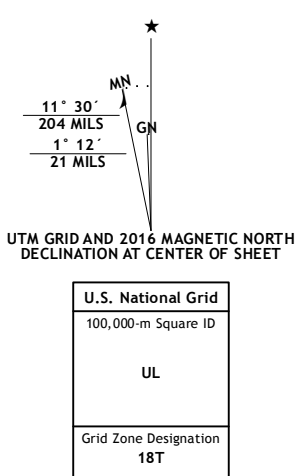 ★
MN
11° 30´
204 MILS
GN
1° 12´
21 MILS
UTM GRID AND 2016 MAGNETIC NORTH
DECLINATION AT CENTER OF SHEET
U.S. National Grid
100,000-m Square ID
UL
Grid Zone Designation
18T